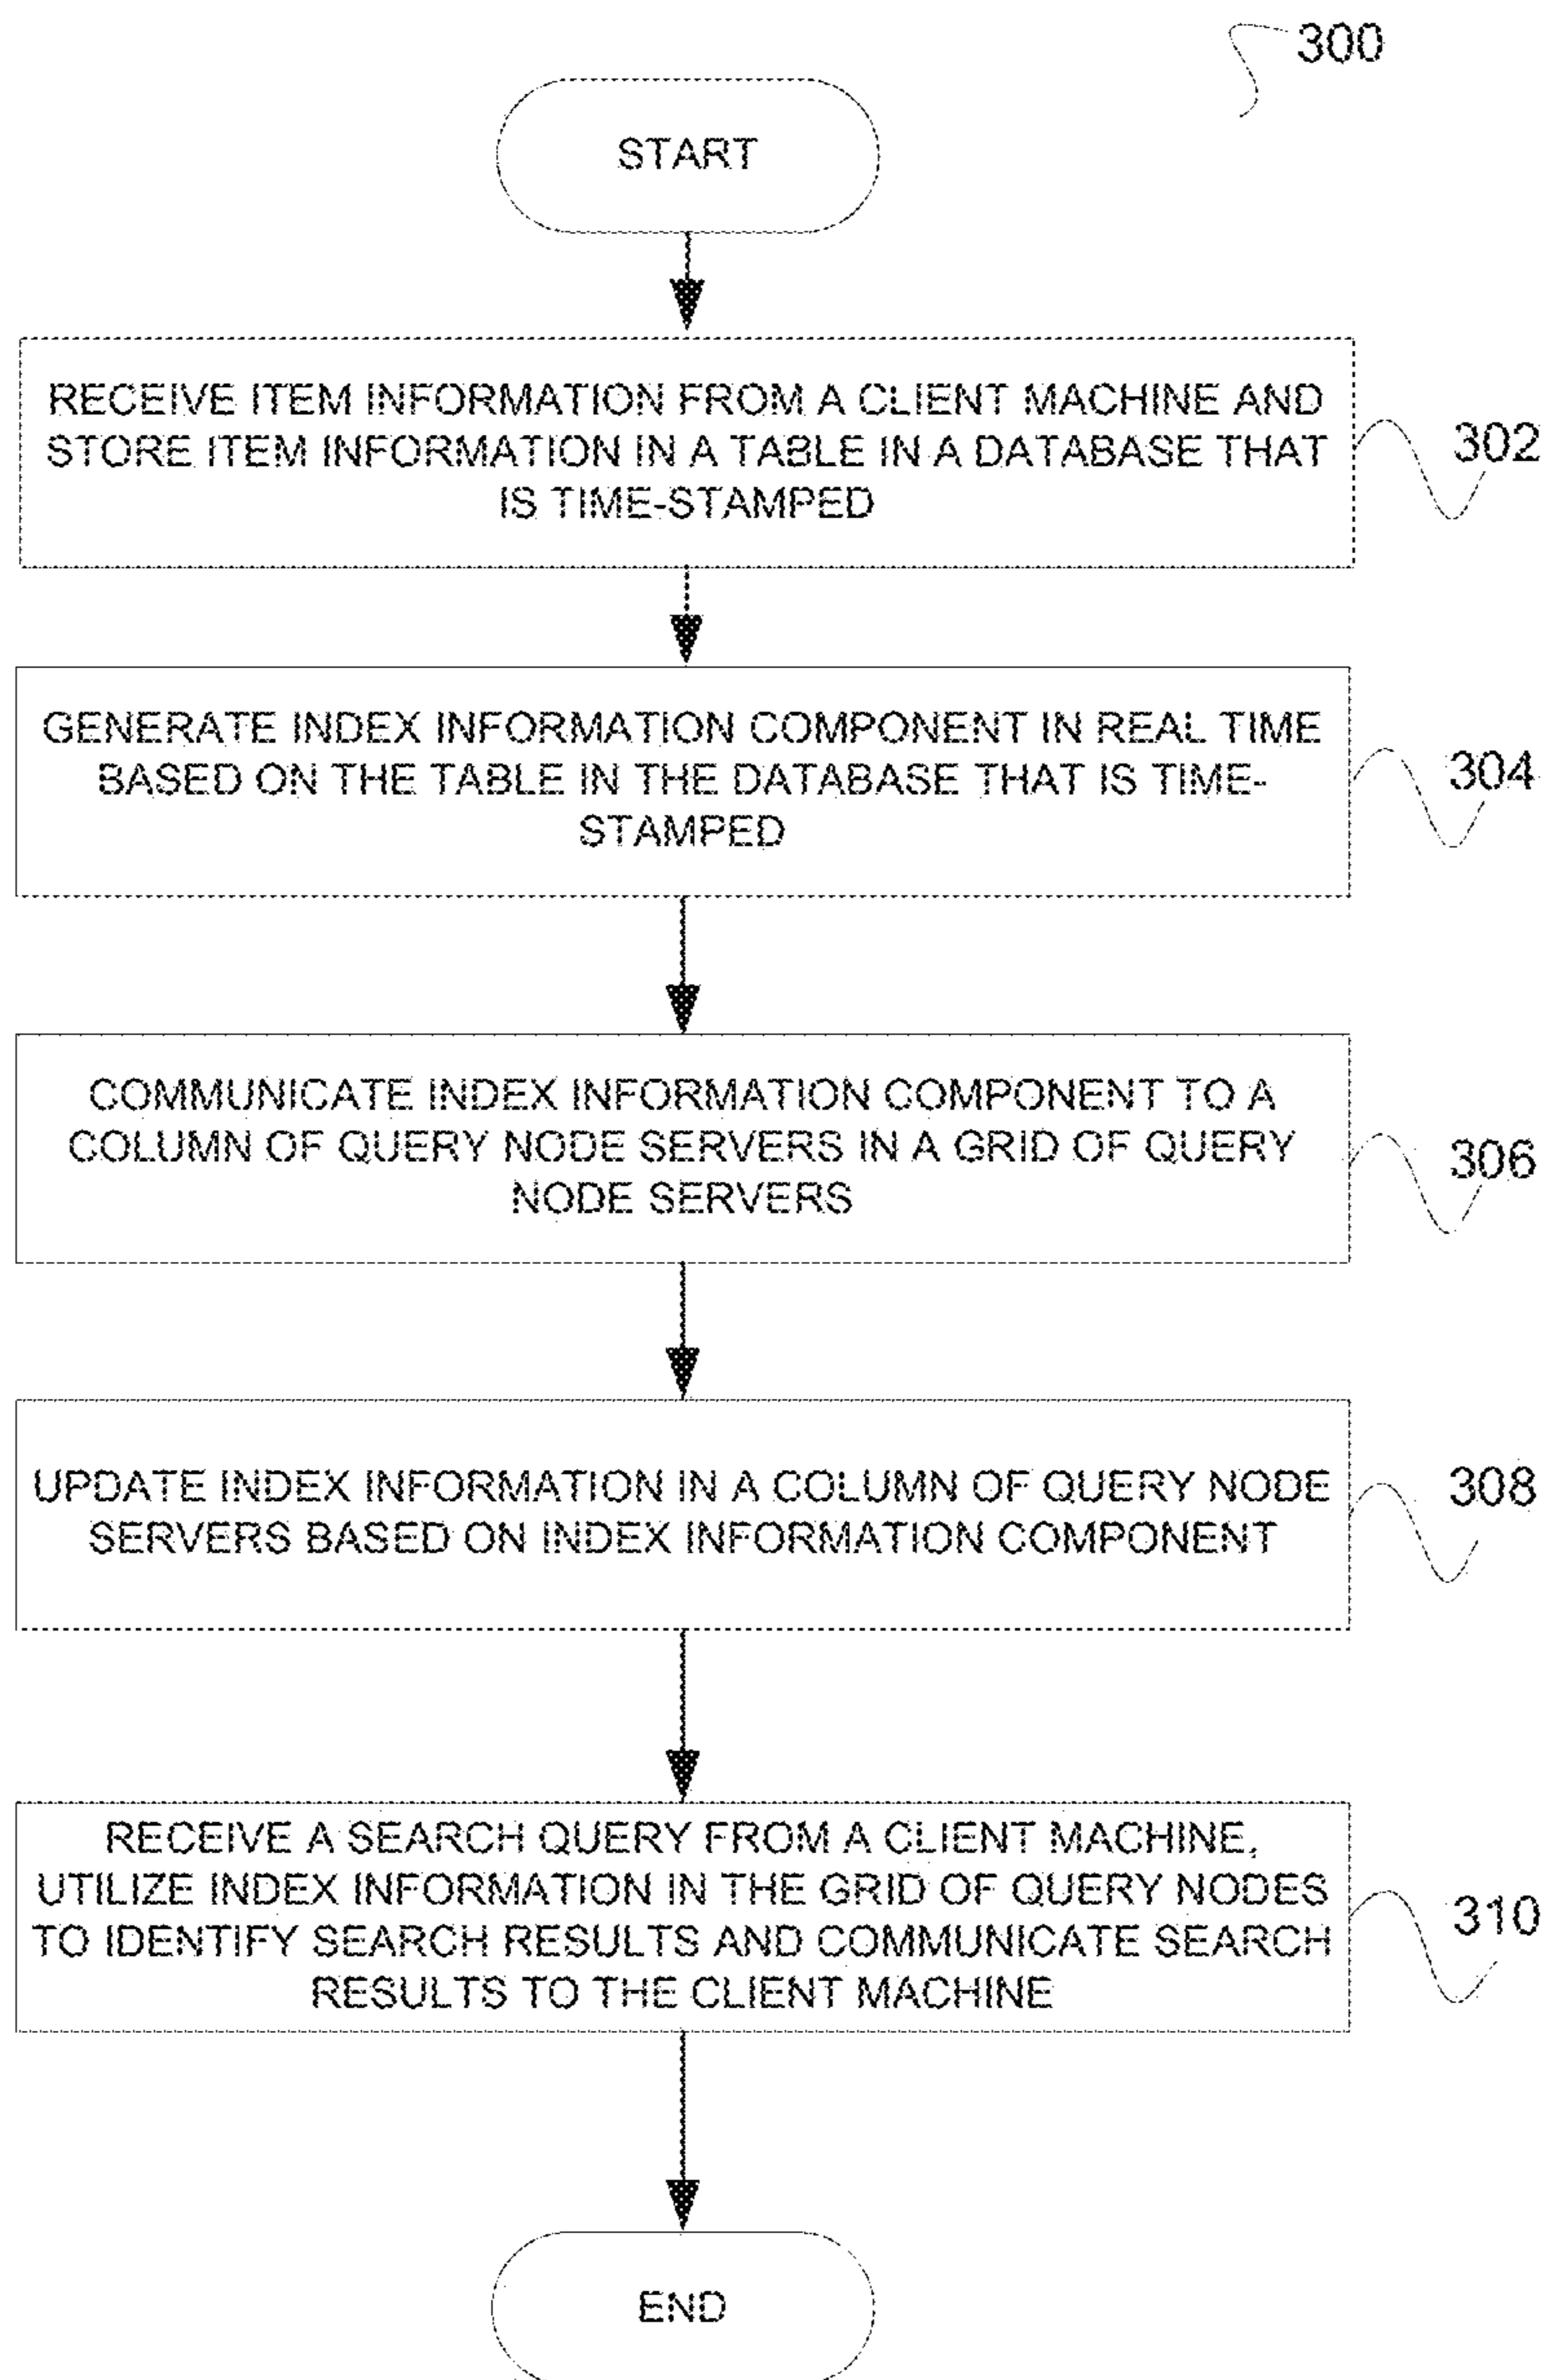 300
START
RECEIVE ITEM INFORMATION FROM A CLIENT MACHINE AND
STORE ITEM INFORMATION IN A TABLE IN A DATABASE THAT
IS TIME-STAMPED
302
GENERATE INDEX INFORMATION COMPONENT IN REAL TIME
BASED ON THE TABLE IN THE DATABASE THAT IS TIME-
STAMPED
304
COMMUNICATE INDEX INFORMATION COMPONENT TO A
COLUMN OF QUERY NODE SERVERS IN A GRID OF QUERY
NODE SERVERS
306
UPDATE INDEX INFORMATION IN A COLUMN OF QUERY NODE
SERVERS BASED ON INDEX INFORMATION COMPONENT
308
RECEIVE A SEARCH QUERY FROM A CLIENT MACHINE,
UTILIZE INDEX INFORMATION IN THE GRID OF QUERY NODES
TO IDENTIFY SEARCH RESULTS AND COMMUNICATE SEARCH
RESULTS TO THE CLIENT MACHINE
310
END